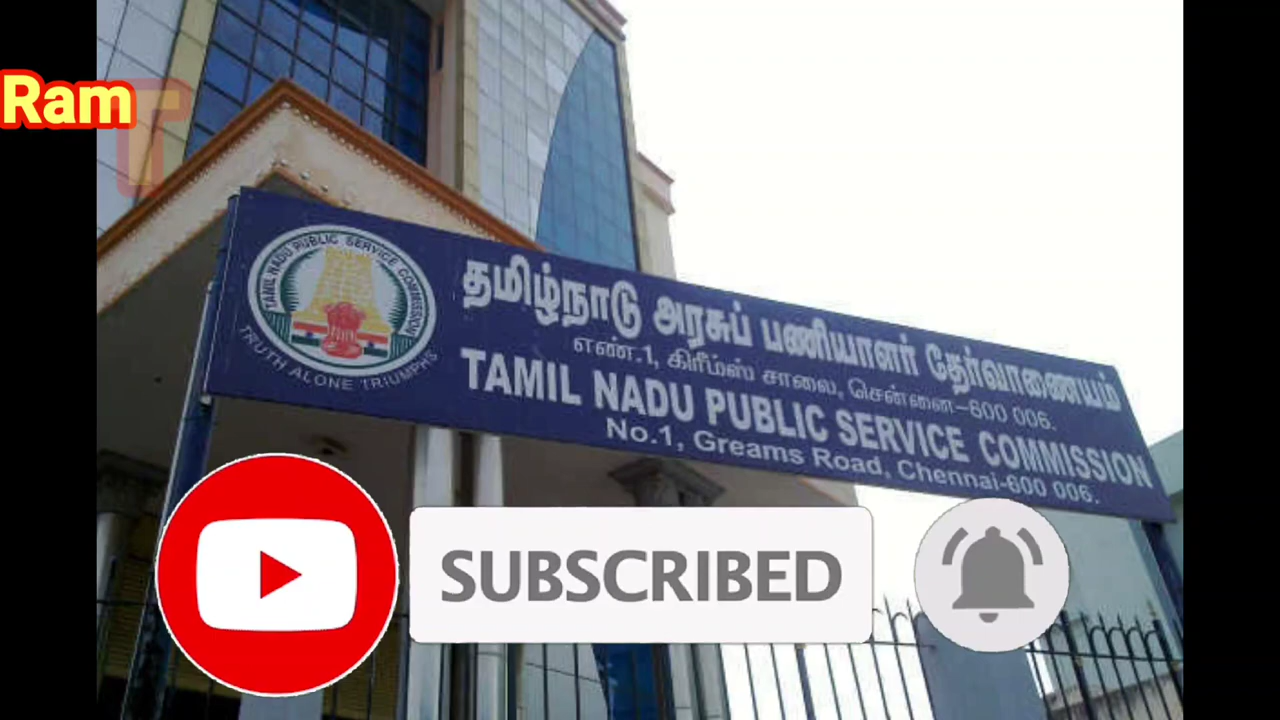 Ram
T
TAMIL NADU PUBLIC SERVICE COMMISSION
TRUTH ALONE TRIUMPHS
தமிழ்நாடு அரசுப் பணியாளர் தேர்வாணையம்
எண்.1, கிரீம்ஸ் சாலை, சென்னை–600 006.
TAMIL NADU PUBLIC SERVICE COMMISSION
No.1, Greams Road, Chennai-600 006.
SUBSCRIBED